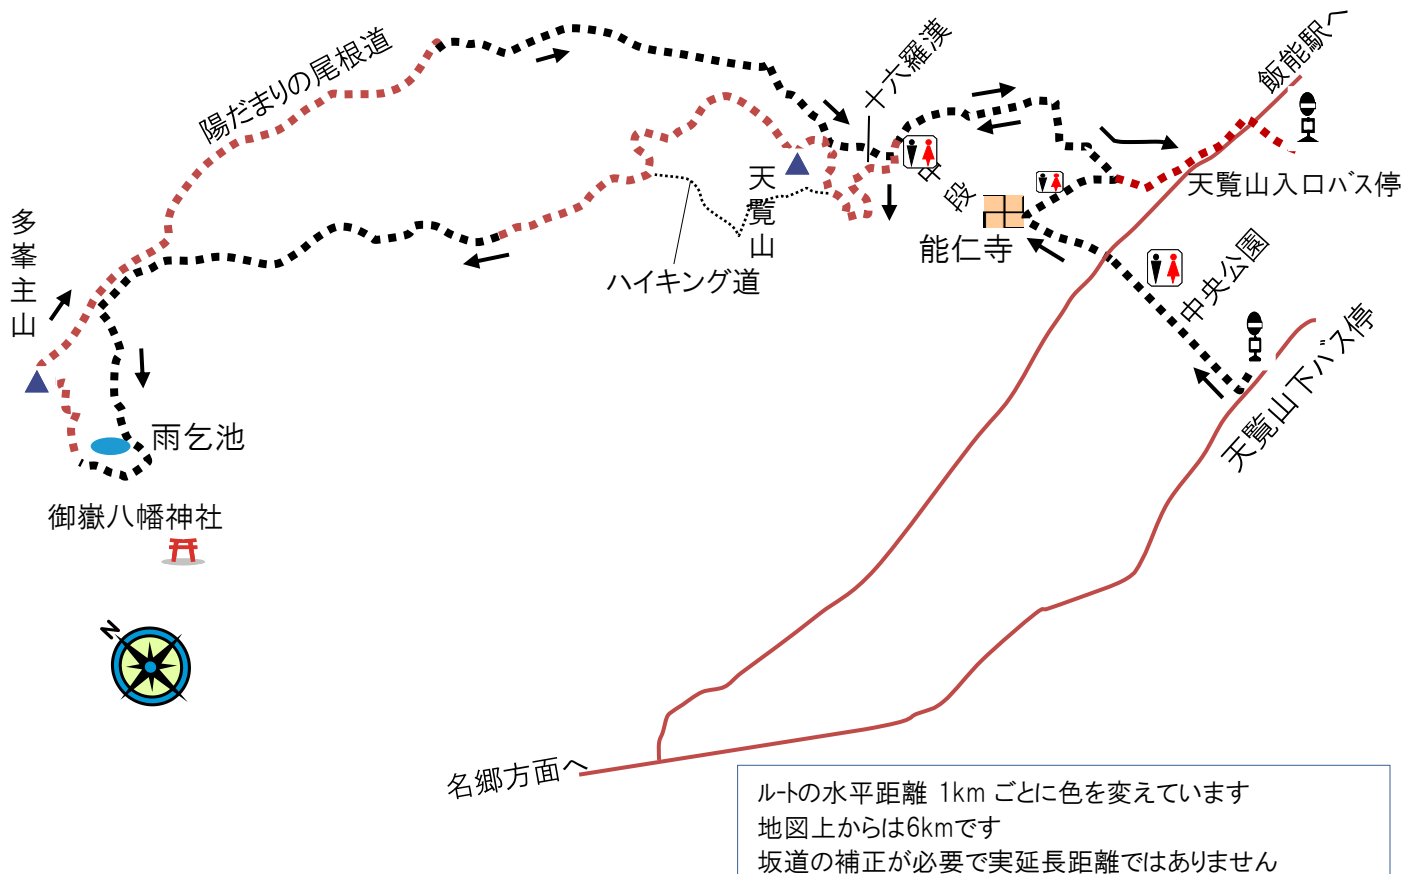 陽だまりの尾根道
十六羅漢
飯能駅へ
天覧山入口バス停
中段
天覧山
能仁寺
多峯主山
ハイキング道
中央公園
天覧山下バス停
雨乞池
御嶽八幡神社
N
名郷方面へ
ルートの水平距離 1km ごとに色を変えています
地図上からは6kmです
坂道の補正が必要で実延長距離ではありません